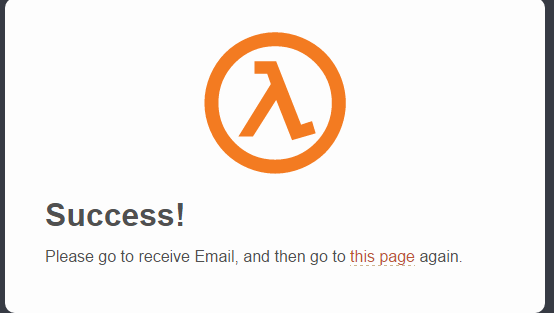 Success!
Please go to receive Email, and then go to this page again.